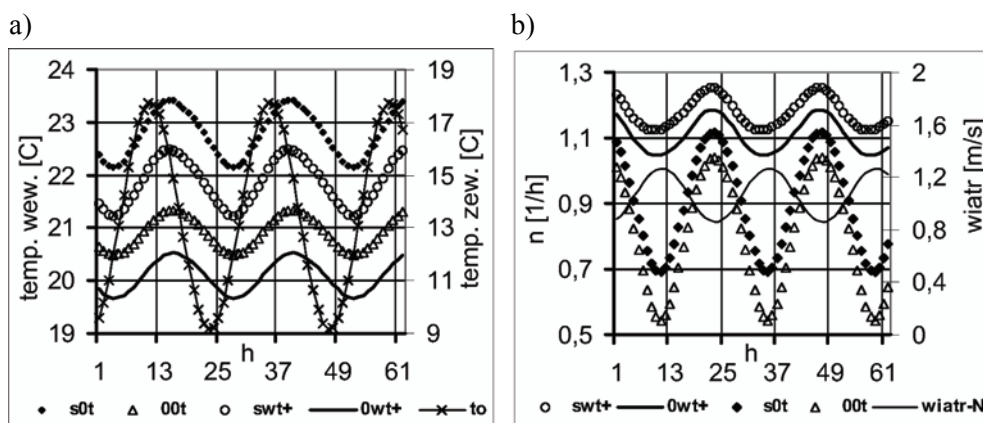 a)
24
23
22
21
20
19
temp. wew. [C]
19
17
15
13
11
9
temp. zew. [C]
1 13 25 37 49 61
h
s0t 00t swt+ 0wt+ to
b)
1,3
1,1
0,9
0,7
0,5
n [1/h]
2
1,6
1,2
0,8
0,4
0
wiatr [m/s]
1 13 25 37 49 61
h
swt+ 0wt+ s0t 00t wiatr-N